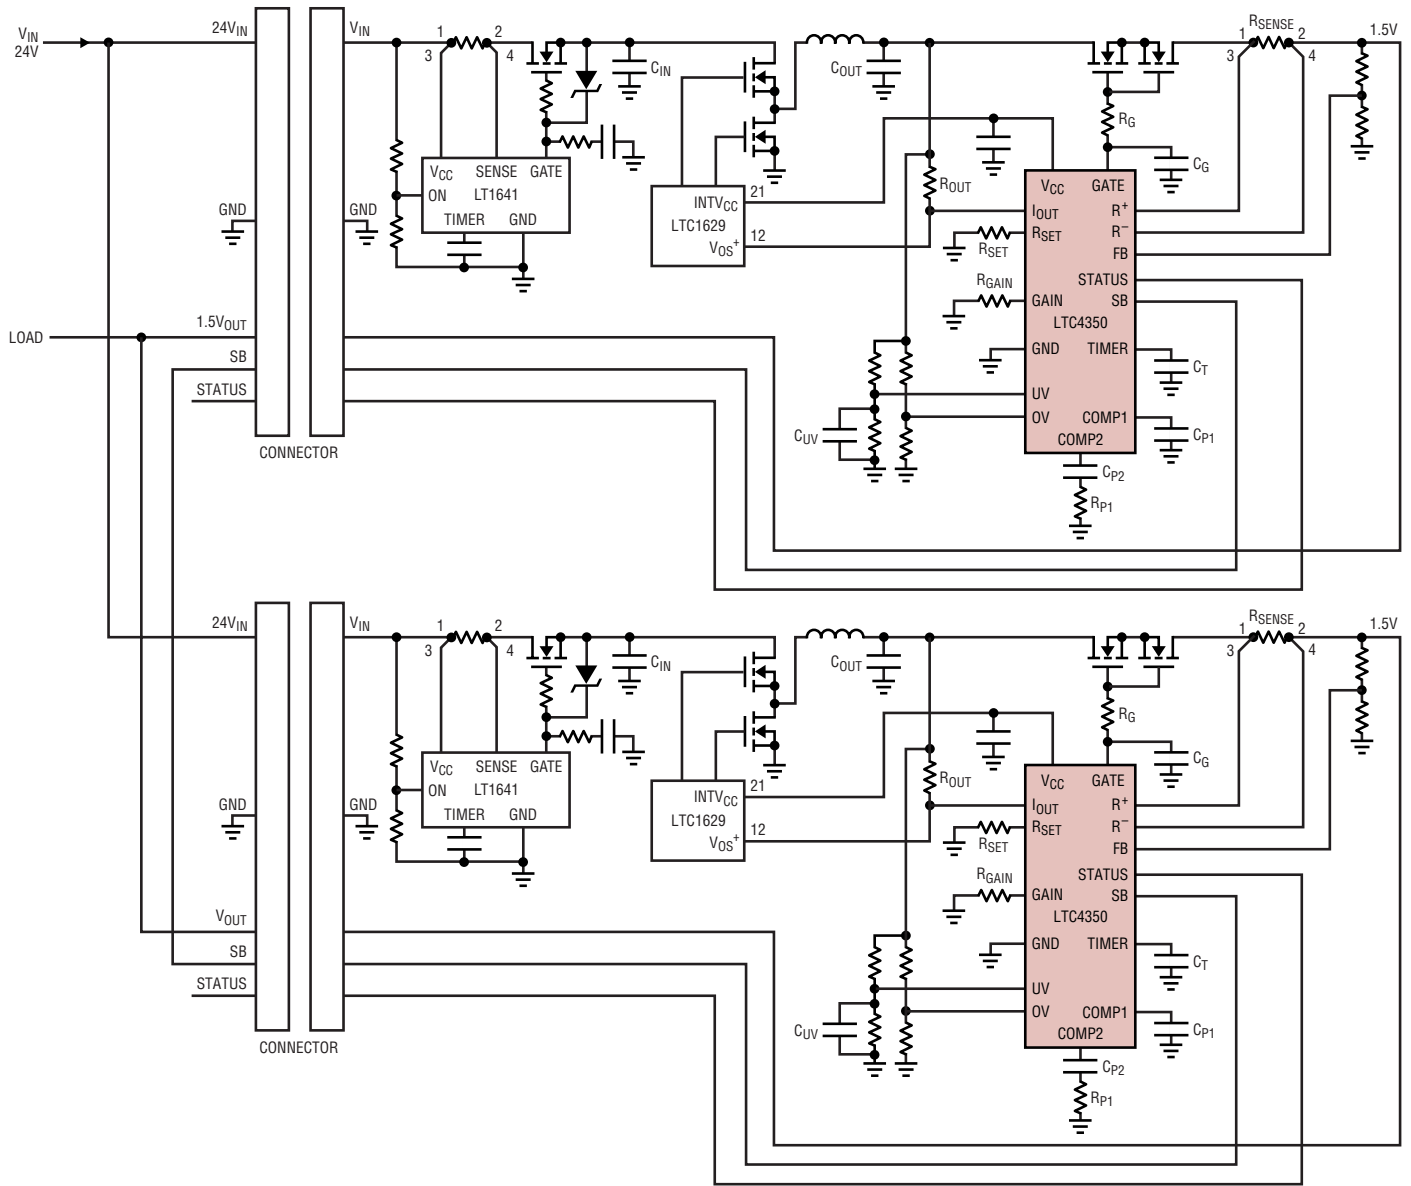 VIN
24V
24VIN
VIN
1
2
3
4
CIN
COUT
RSENSE
1
2
3
4
1.5V
RG
CG
VCC
SENSE
GATE
ON
LT1641
TIMER
GND
GND
GND
INTVCC
21
LTC1629
VOS+
12
ROUT
RSET
RGAIN
VCC
GATE
IOUT
R+
RSET
R–
FB
STATUS
GAIN
SB
LTC4350
GND
TIMER
UV
OV
COMP1
COMP2
CT
CP1
CUV
CP2
RP1
LOAD
1.5VOUT
SB
STATUS
CONNECTOR
24VIN
VIN
1
2
3
4
CIN
COUT
RSENSE
1
2
3
4
1.5V
RG
CG
VCC
SENSE
GATE
ON
LT1641
TIMER
GND
GND
GND
INTVCC
21
LTC1629
VOS+
12
ROUT
RSET
RGAIN
VCC
GATE
IOUT
R+
RSET
R–
FB
STATUS
GAIN
SB
LTC4350
GND
TIMER
UV
OV
COMP1
COMP2
CT
CP1
CUV
CP2
RP1
VOUT
SB
STATUS
CONNECTOR